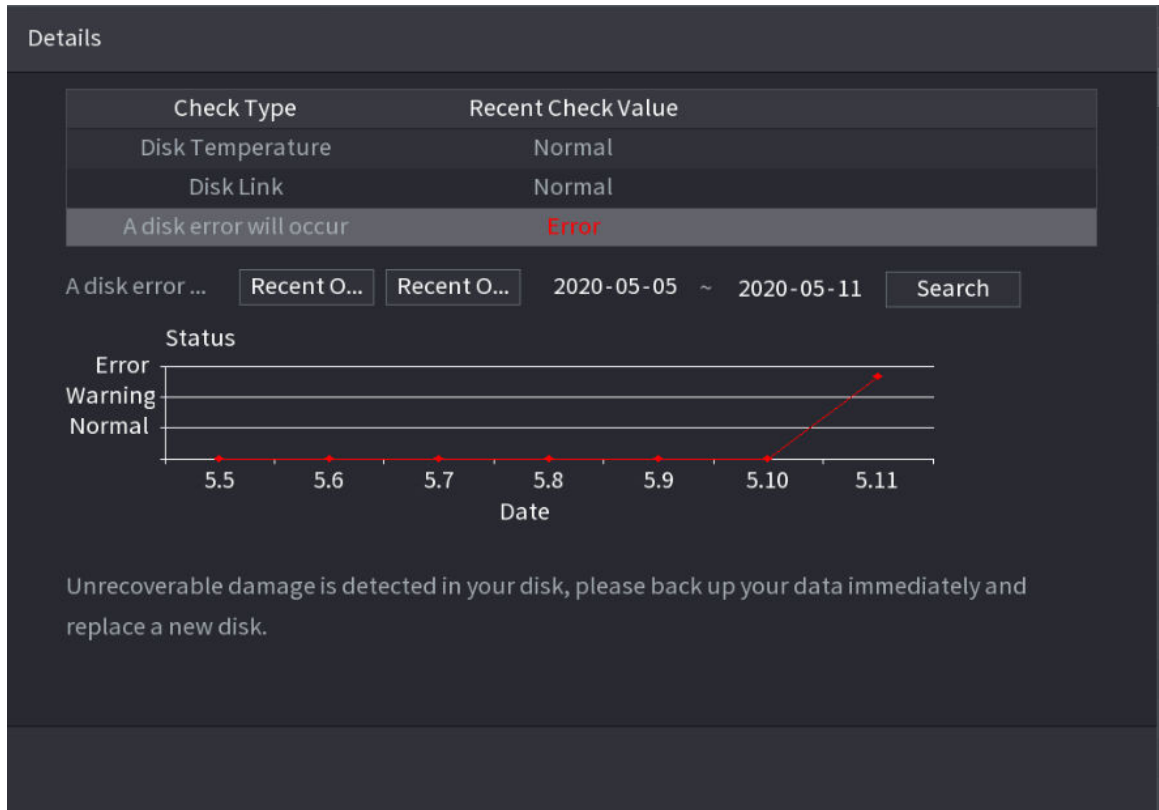 Details
Check Type Recent Check Value
Disk Temperature Normal
Disk Link Normal
A disk error will occur Error
A disk error ... Recent O... Recent O... 2020-05-05 ~ 2020-05-11 Search
Status
Error
Warning
Normal
5.5 5.6 5.7 5.8 5.9 5.10 5.11
Date
Unrecoverable damage is detected in your disk, please back up your data immediately and
replace a new disk.